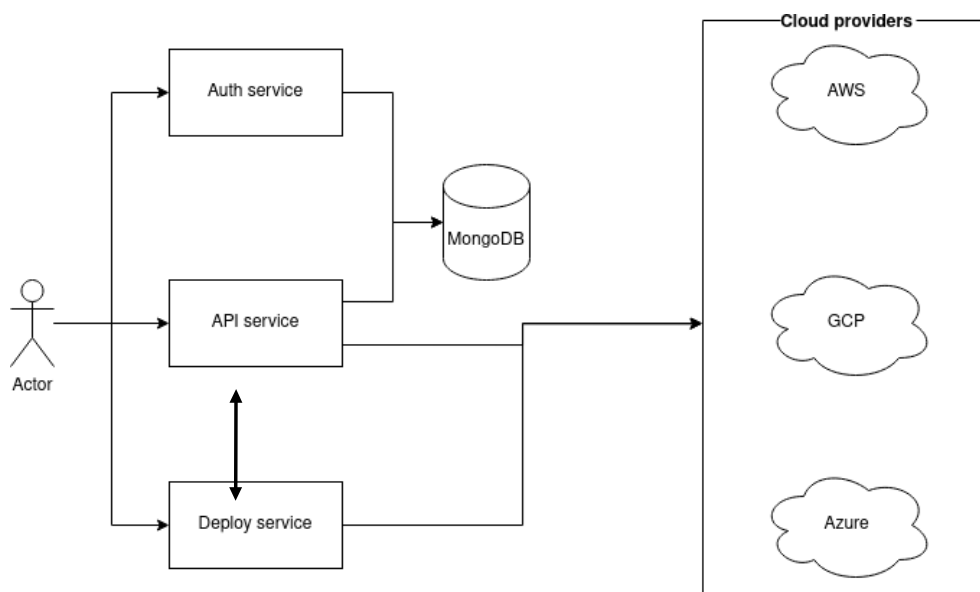 Cloud providers
Auth service
AWS
MongoDB
API service
GCP
Actor
Deploy service
Azure